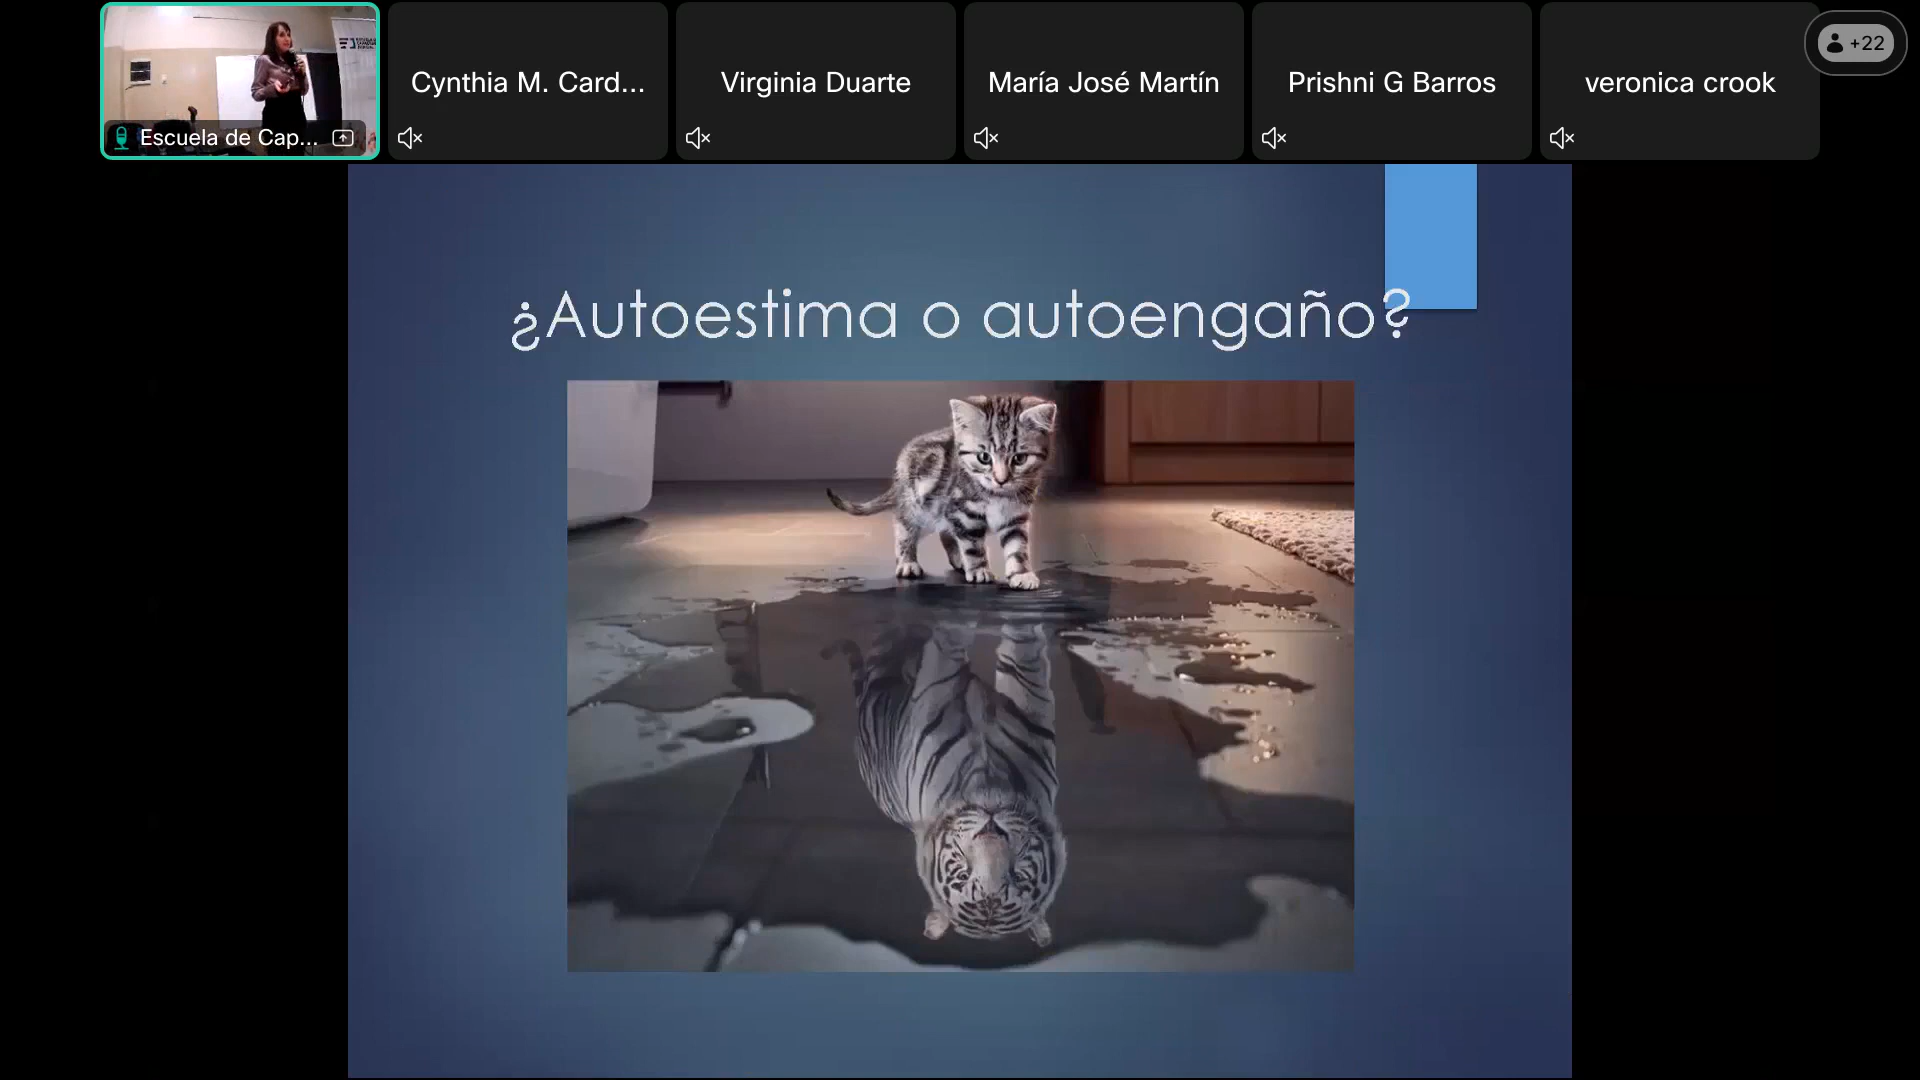 Escuela de Cap...
Cynthia M. Card...
Virginia Duarte
María José Martín
Prishni G Barros
veronica crook
+22
¿Autoestima o autoengaño?